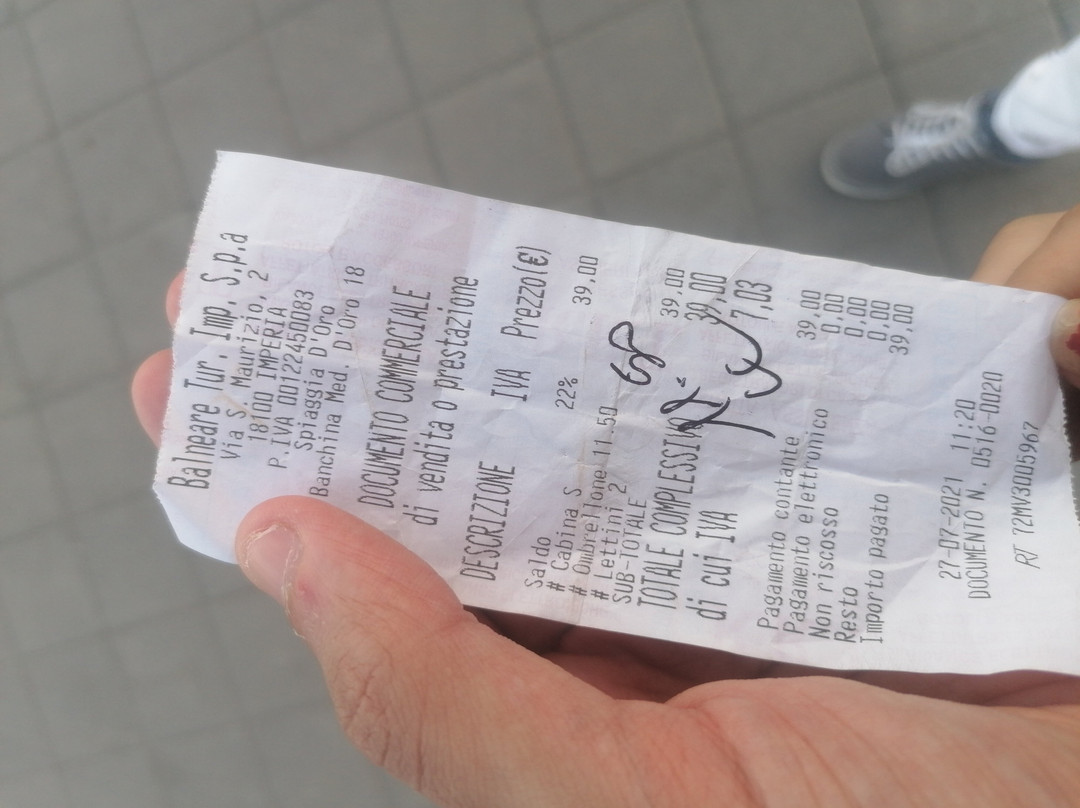 Balneare Tur. Imp. S.p.a
Via S. Maurizio, 2
18100 IMPERIA
P.IVA 00122450083
Spiaggia D'Oro
Banchina Med. D'Oro 18
DOCUMENTO COMMERCIALE
di vendita o prestazione
DESCRIZIONE IVA Prezzo(€)
Saldo 22% 39,00
# Cabina S
# Ombrellone 11.50
# Lettini 2
SUB-TOTALE 39,00
TOTALE COMPLESSIVO 39,00
di cui IVA 7,03
Pagamento contante 39,00
Pagamento elettronico 0,00
Non riscosso 0,00
Resto 0,00
Importo pagato 39,00
27-07-2021 11:20
DOCUMENTO N. 0516-0020
RT 72MV3005967